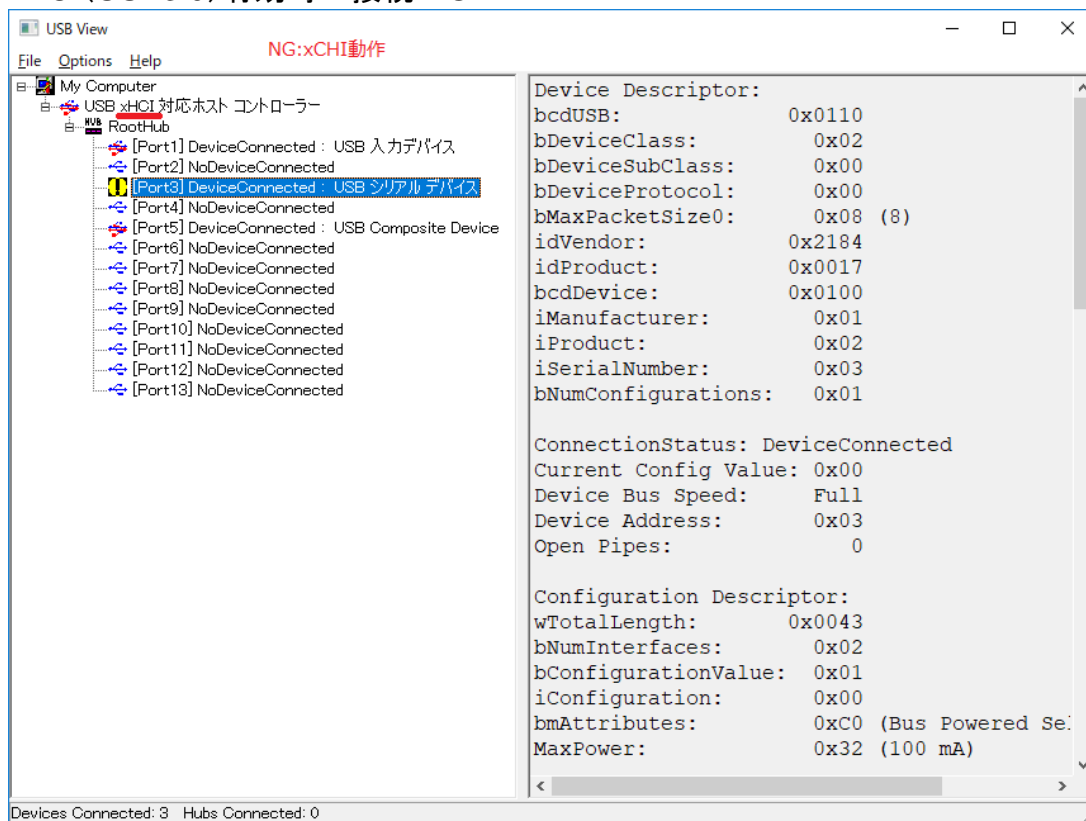 USB View
NG:xCHI動作
File Options Help
My Computer
USB xHCI 対応ホスト コントローラー
HUB RootHub
[Port1] DeviceConnected : USB 入力デバイス
[Port2] NoDeviceConnected
[Port3] DeviceConnected : USB シリアル デバイス
[Port4] NoDeviceConnected
[Port5] DeviceConnected : USB Composite Device
[Port6] NoDeviceConnected
[Port7] NoDeviceConnected
[Port8] NoDeviceConnected
[Port9] NoDeviceConnected
[Port10] NoDeviceConnected
[Port11] NoDeviceConnected
[Port12] NoDeviceConnected
[Port13] NoDeviceConnected
Device Descriptor:
bcdUSB: 0x0110
bDeviceClass: 0x02
bDeviceSubClass: 0x00
bDeviceProtocol: 0x00
bMaxPacketSize0: 0x08 (8)
idVendor: 0x2184
idProduct: 0x0017
bcdDevice: 0x0100
iManufacturer: 0x01
iProduct: 0x02
iSerialNumber: 0x03
bNumConfigurations: 0x01
ConnectionStatus: DeviceConnected
Current Config Value: 0x00
Device Bus Speed: Full
Device Address: 0x03
Open Pipes: 0
Configuration Descriptor:
wTotalLength: 0x0043
bNumInterfaces: 0x02
bConfigurationValue: 0x01
iConfiguration: 0x00
bmAttributes: 0xC0 (Bus Powered Sel
MaxPower: 0x32 (100 mA)
Devices Connected: 3 Hubs Connected: 0